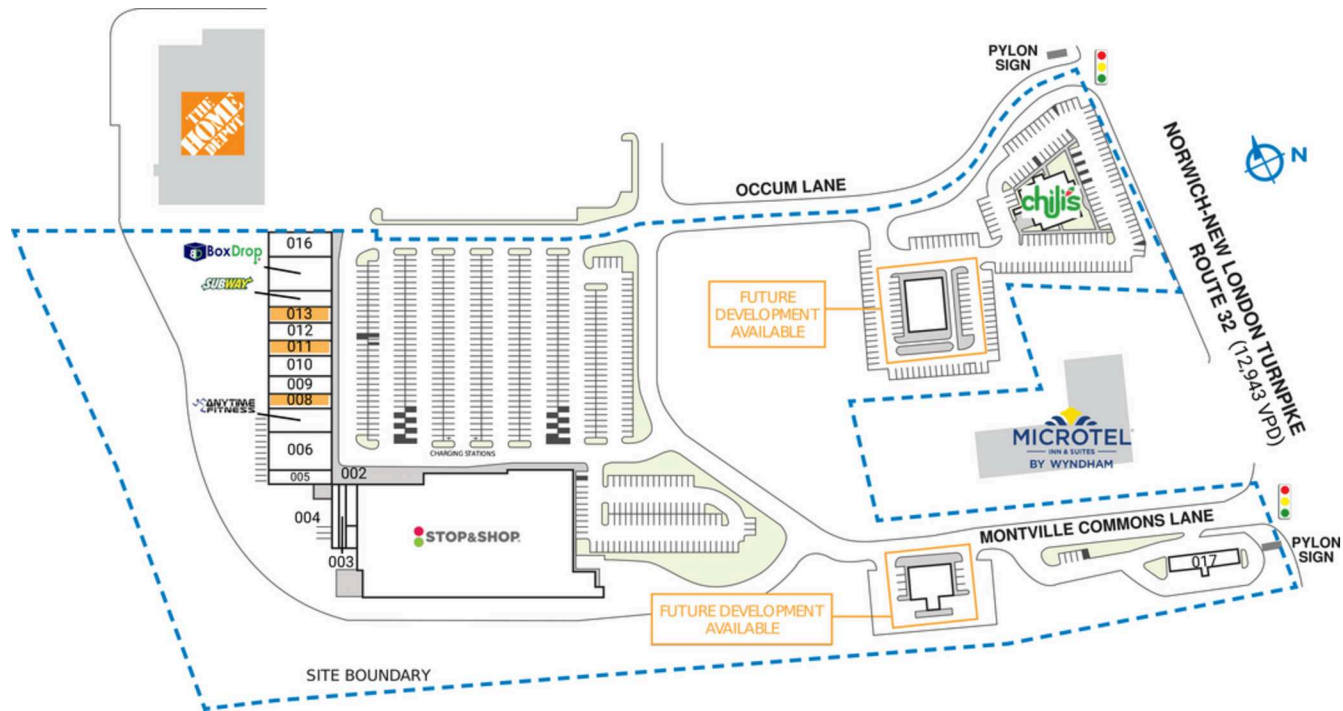 PYLON
SIGN
THE
HOME
DEPOT
NORWICH-NEW LONDON TURNPIKE
ROUTE 32 (12,943 VPD)
N
OCCUM LANE
chili's
016
BoxDrop
SUBWAY
013
012
011
010
009
008
ANYTIME
FITNESS
006
005
002
004
003
CHARGING STATIONS
STOP&SHOP
FUTURE
DEVELOPMENT
AVAILABLE
MICROTEL
INN & SUITES
BY WYNDHAM
MONTVILLE COMMONS LANE
017
PYLON
SIGN
FUTURE DEVELOPMENT
AVAILABLE
SITE BOUNDARY